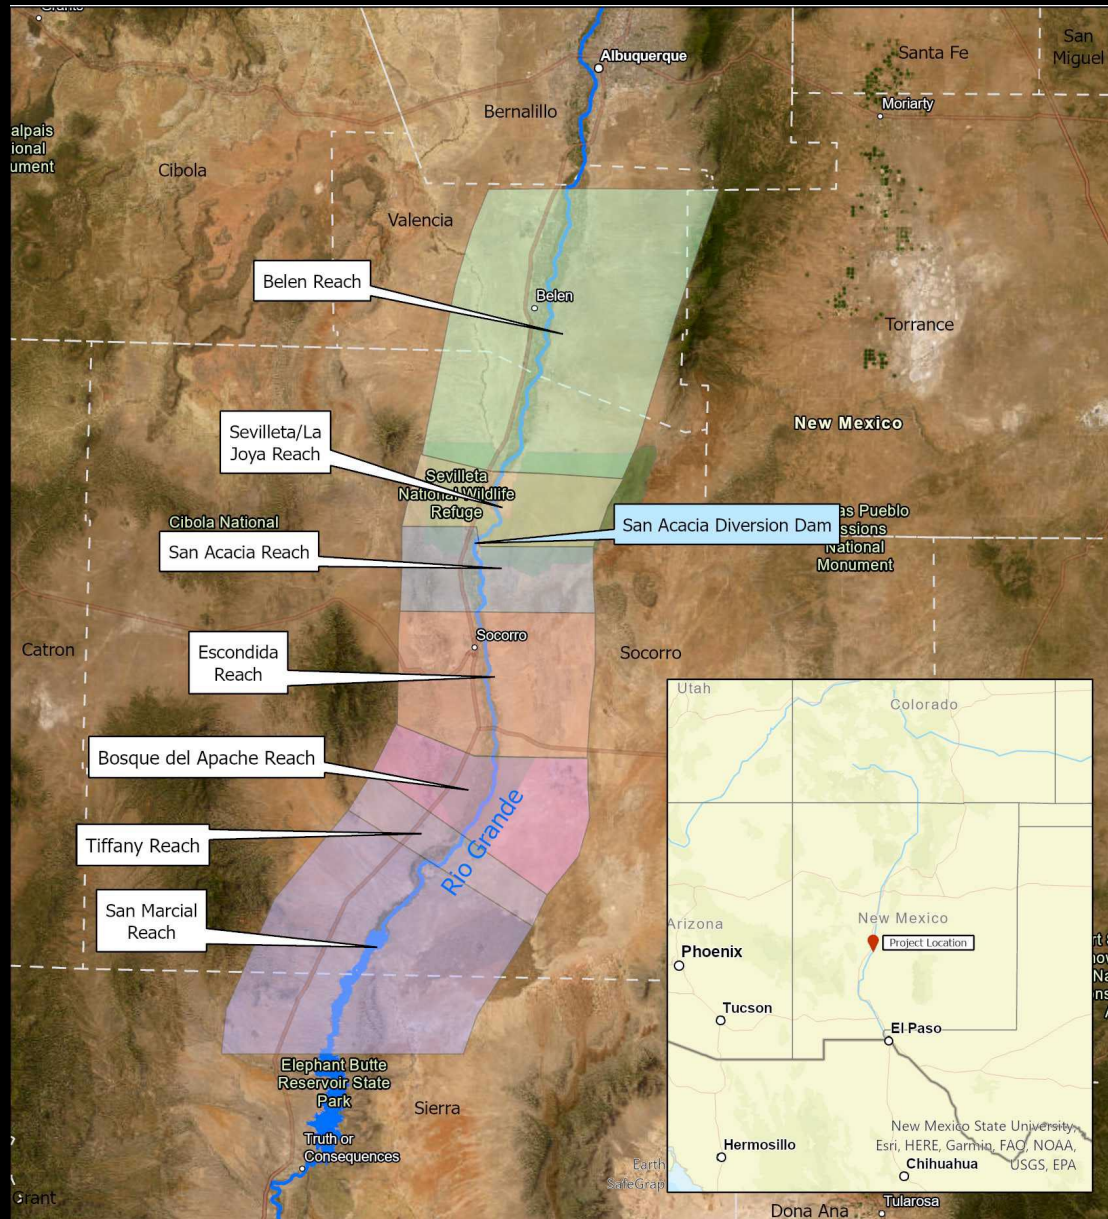 Grants
Albuquerque
Santa Fe
San
Miguel
Bernalillo
Moriarty
alpais
ional
ument
Cibola
Valencia
Belen Reach
Belen
Torrance
Sevilleta/La
Joya Reach
New Mexico
Sevilleta
National Wildlife
Refuge
Cibola National
San Acacia Diversion Dam
as Pueblo
issions
National
Monument
San Acacia Reach
Catron
Escondida
Reach
Socorro
Socorro
Bosque del Apache Reach
Tiffany Reach
Rio Grande
San Marcial
Reach
Elephant Butte
Reservoir State
Park
Sierra
Truth or
Consequences
Grant
Utah
Colorado
Arizona
New Mexico
Project Location
Phoenix
Tucson
El Paso
Hermosillo
Chihuahua
New Mexico State University,
Esri, HERE, Garmin, FAO, NOAA,
USGS, EPA
Earth
Dona Ana
Tularosa